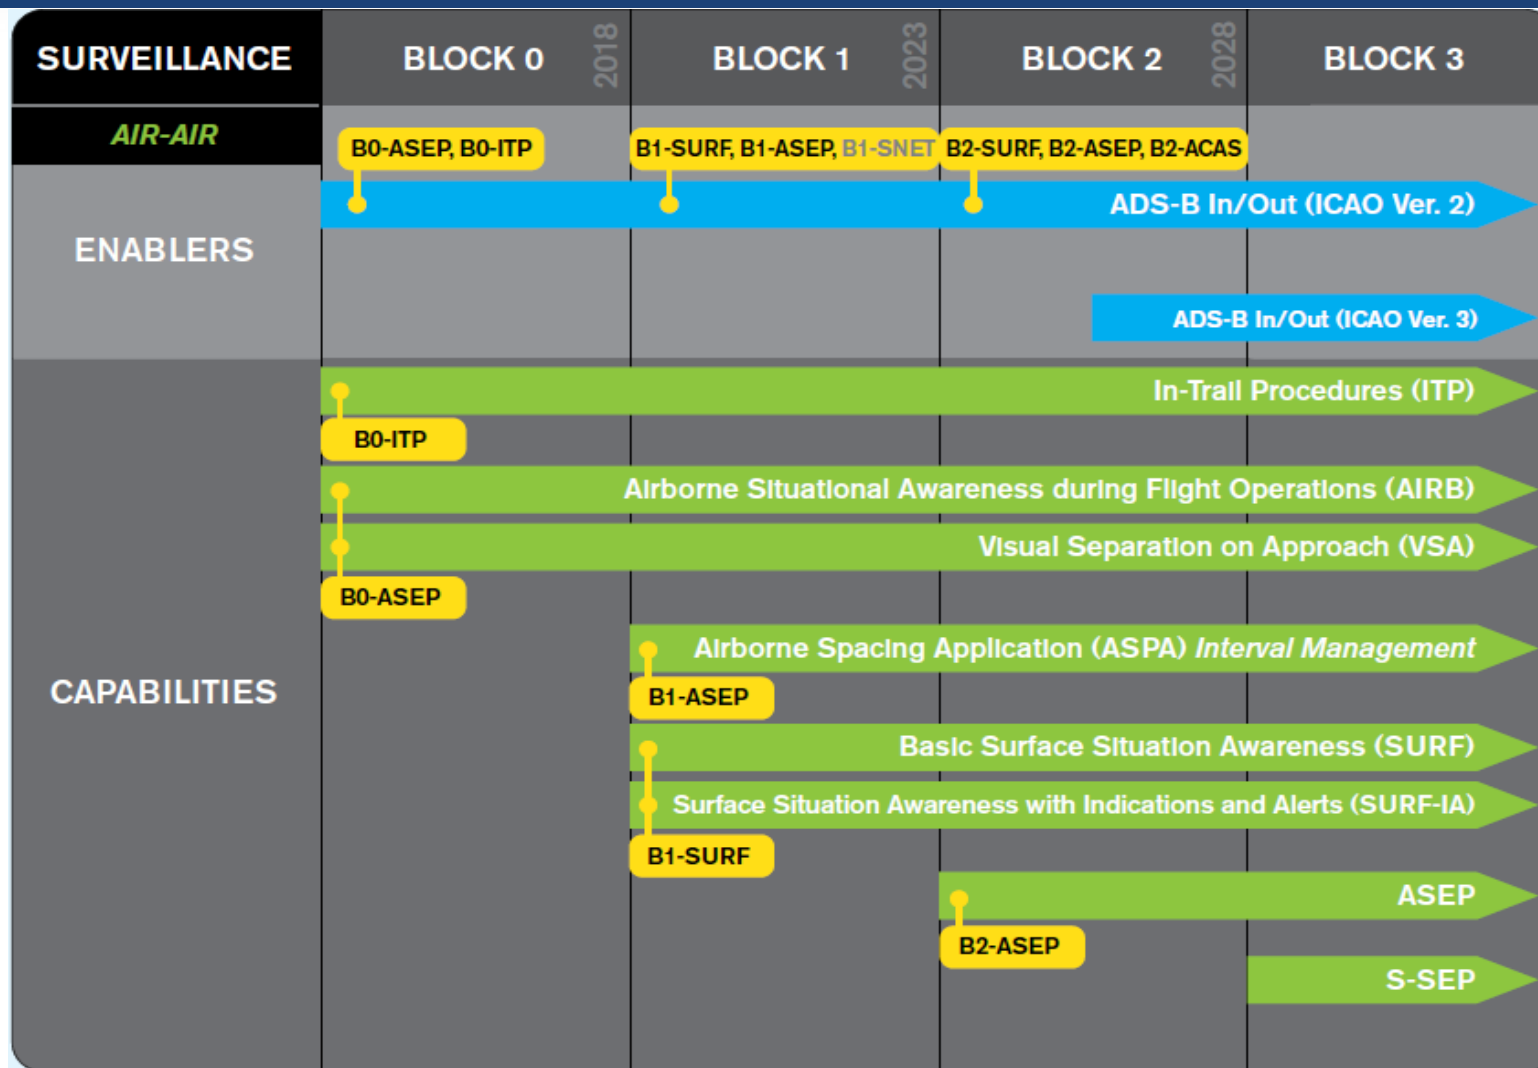 SURVEILLANCE
BLOCK 0
2018
BLOCK 1
2023
BLOCK 2
2028
BLOCK 3
AIR-AIR
B0-ASEP, B0-ITP
B1-SURF, B1-ASEP, B1-SNET
B2-SURF, B2-ASEP, B2-ACAS
ENABLERS
ADS-B In/Out (ICAO Ver. 2)
ADS-B In/Out (ICAO Ver. 3)
CAPABILITIES
In-Trail Procedures (ITP)
B0-ITP
Airborne Situational Awareness during Flight Operations (AIRB)
Visual Separation on Approach (VSA)
B0-ASEP
Airborne Spacing Application (ASPA) Interval Management
B1-ASEP
Basic Surface Situation Awareness (SURF)
Surface Situation Awareness with Indications and Alerts (SURF-IA)
B1-SURF
ASEP
B2-ASEP
S-SEP